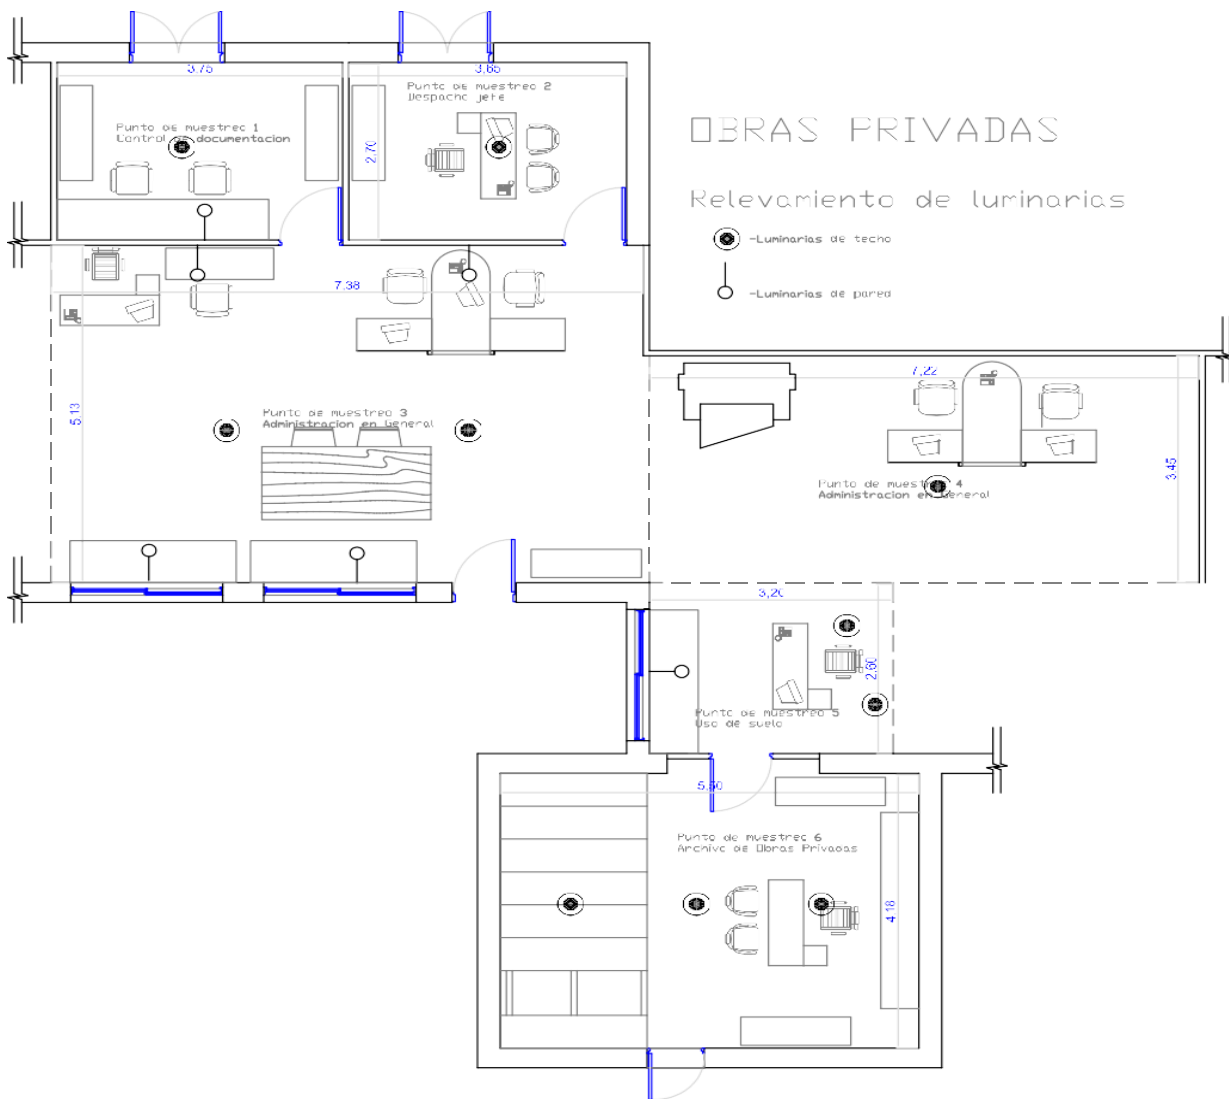 3,75
3,65
Punto de muestreo 2
Despacho jefe
Punto de muestreo 1
Control de documentacion
2,70
OBRAS PRIVADAS
Relevamiento de luminarias
-Luminarias de techo
-Luminarias de pared
7,38
7,22
5,13
Punto de muestreo 3
Administracion en General
3,45
Punto de muestreo 4
Administracion en General
3,20
2,60
Punto de muestreo 5
Uso de suelo
5,50
Punto de muestreo 6
Archivo de Obras Privadas
4,18